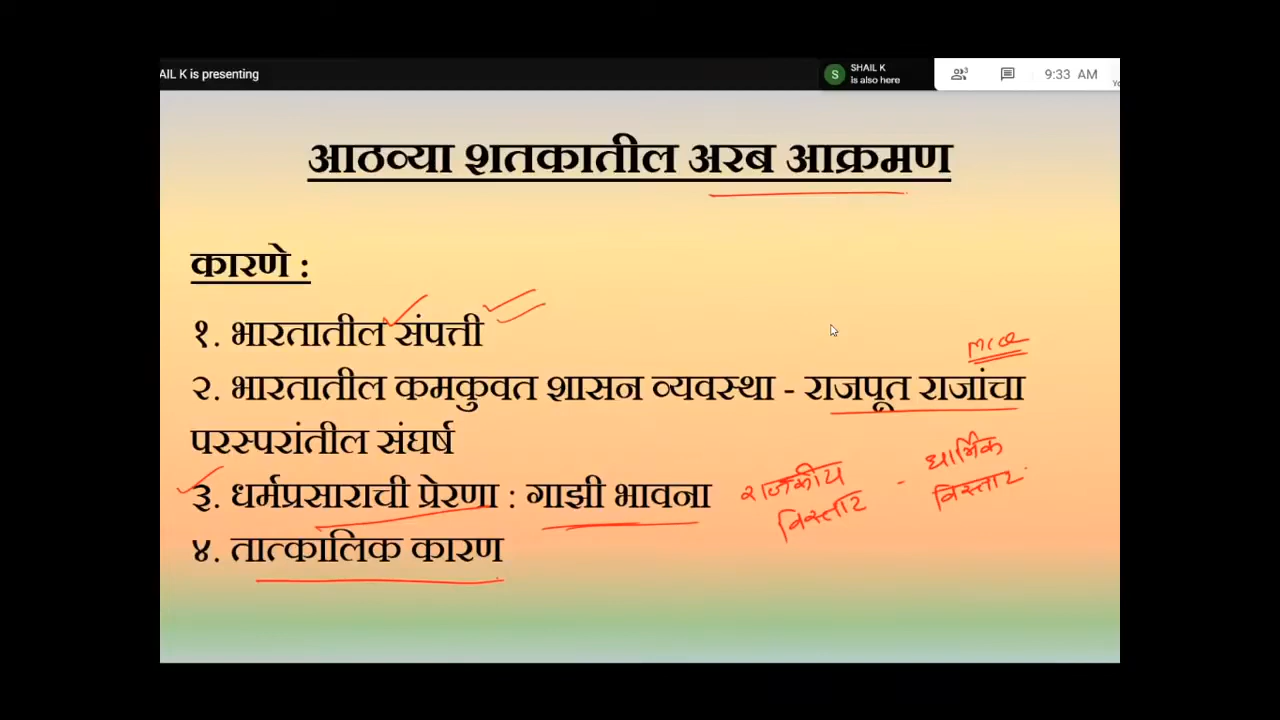 AIL K is presenting
SHAIL K
is also here
3
9:33 AM
आठव्या शतकातील अरब आक्रमण
कारणे :
१. भारतातील संपत्ती
MCQ
२. भारतातील कमकुवत शासन व्यवस्था - राजपूत राजांचा
परस्परांतील संघर्ष
३. धर्मप्रसाराची प्रेरणा : गाझी भावना
राजकीय - धार्मिक
विस्तार विस्तार
४. तात्कालिक कारण